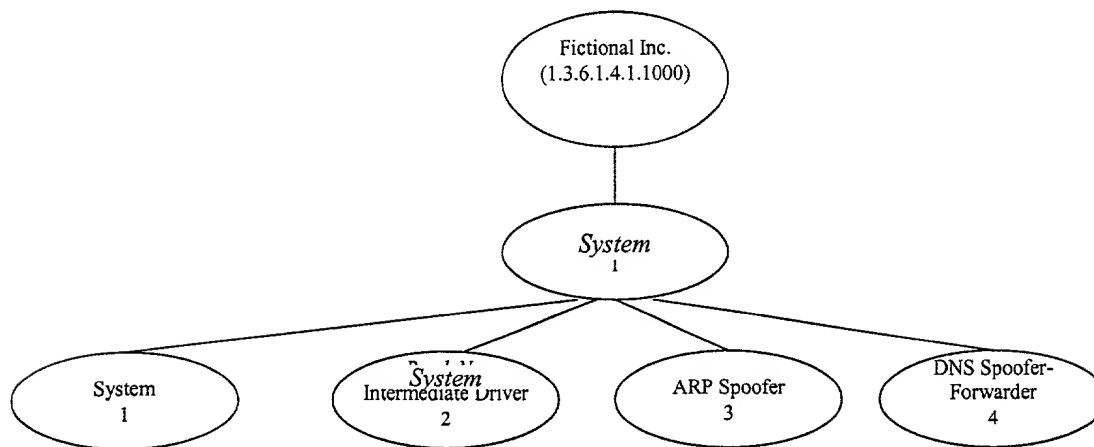 Fictional Inc.
(1.3.6.1.4.1.1000)
System
1
System
1
System
Intermediate Driver
2
ARP Spoofer
3
DNS Spoofer-
Forwarder
4